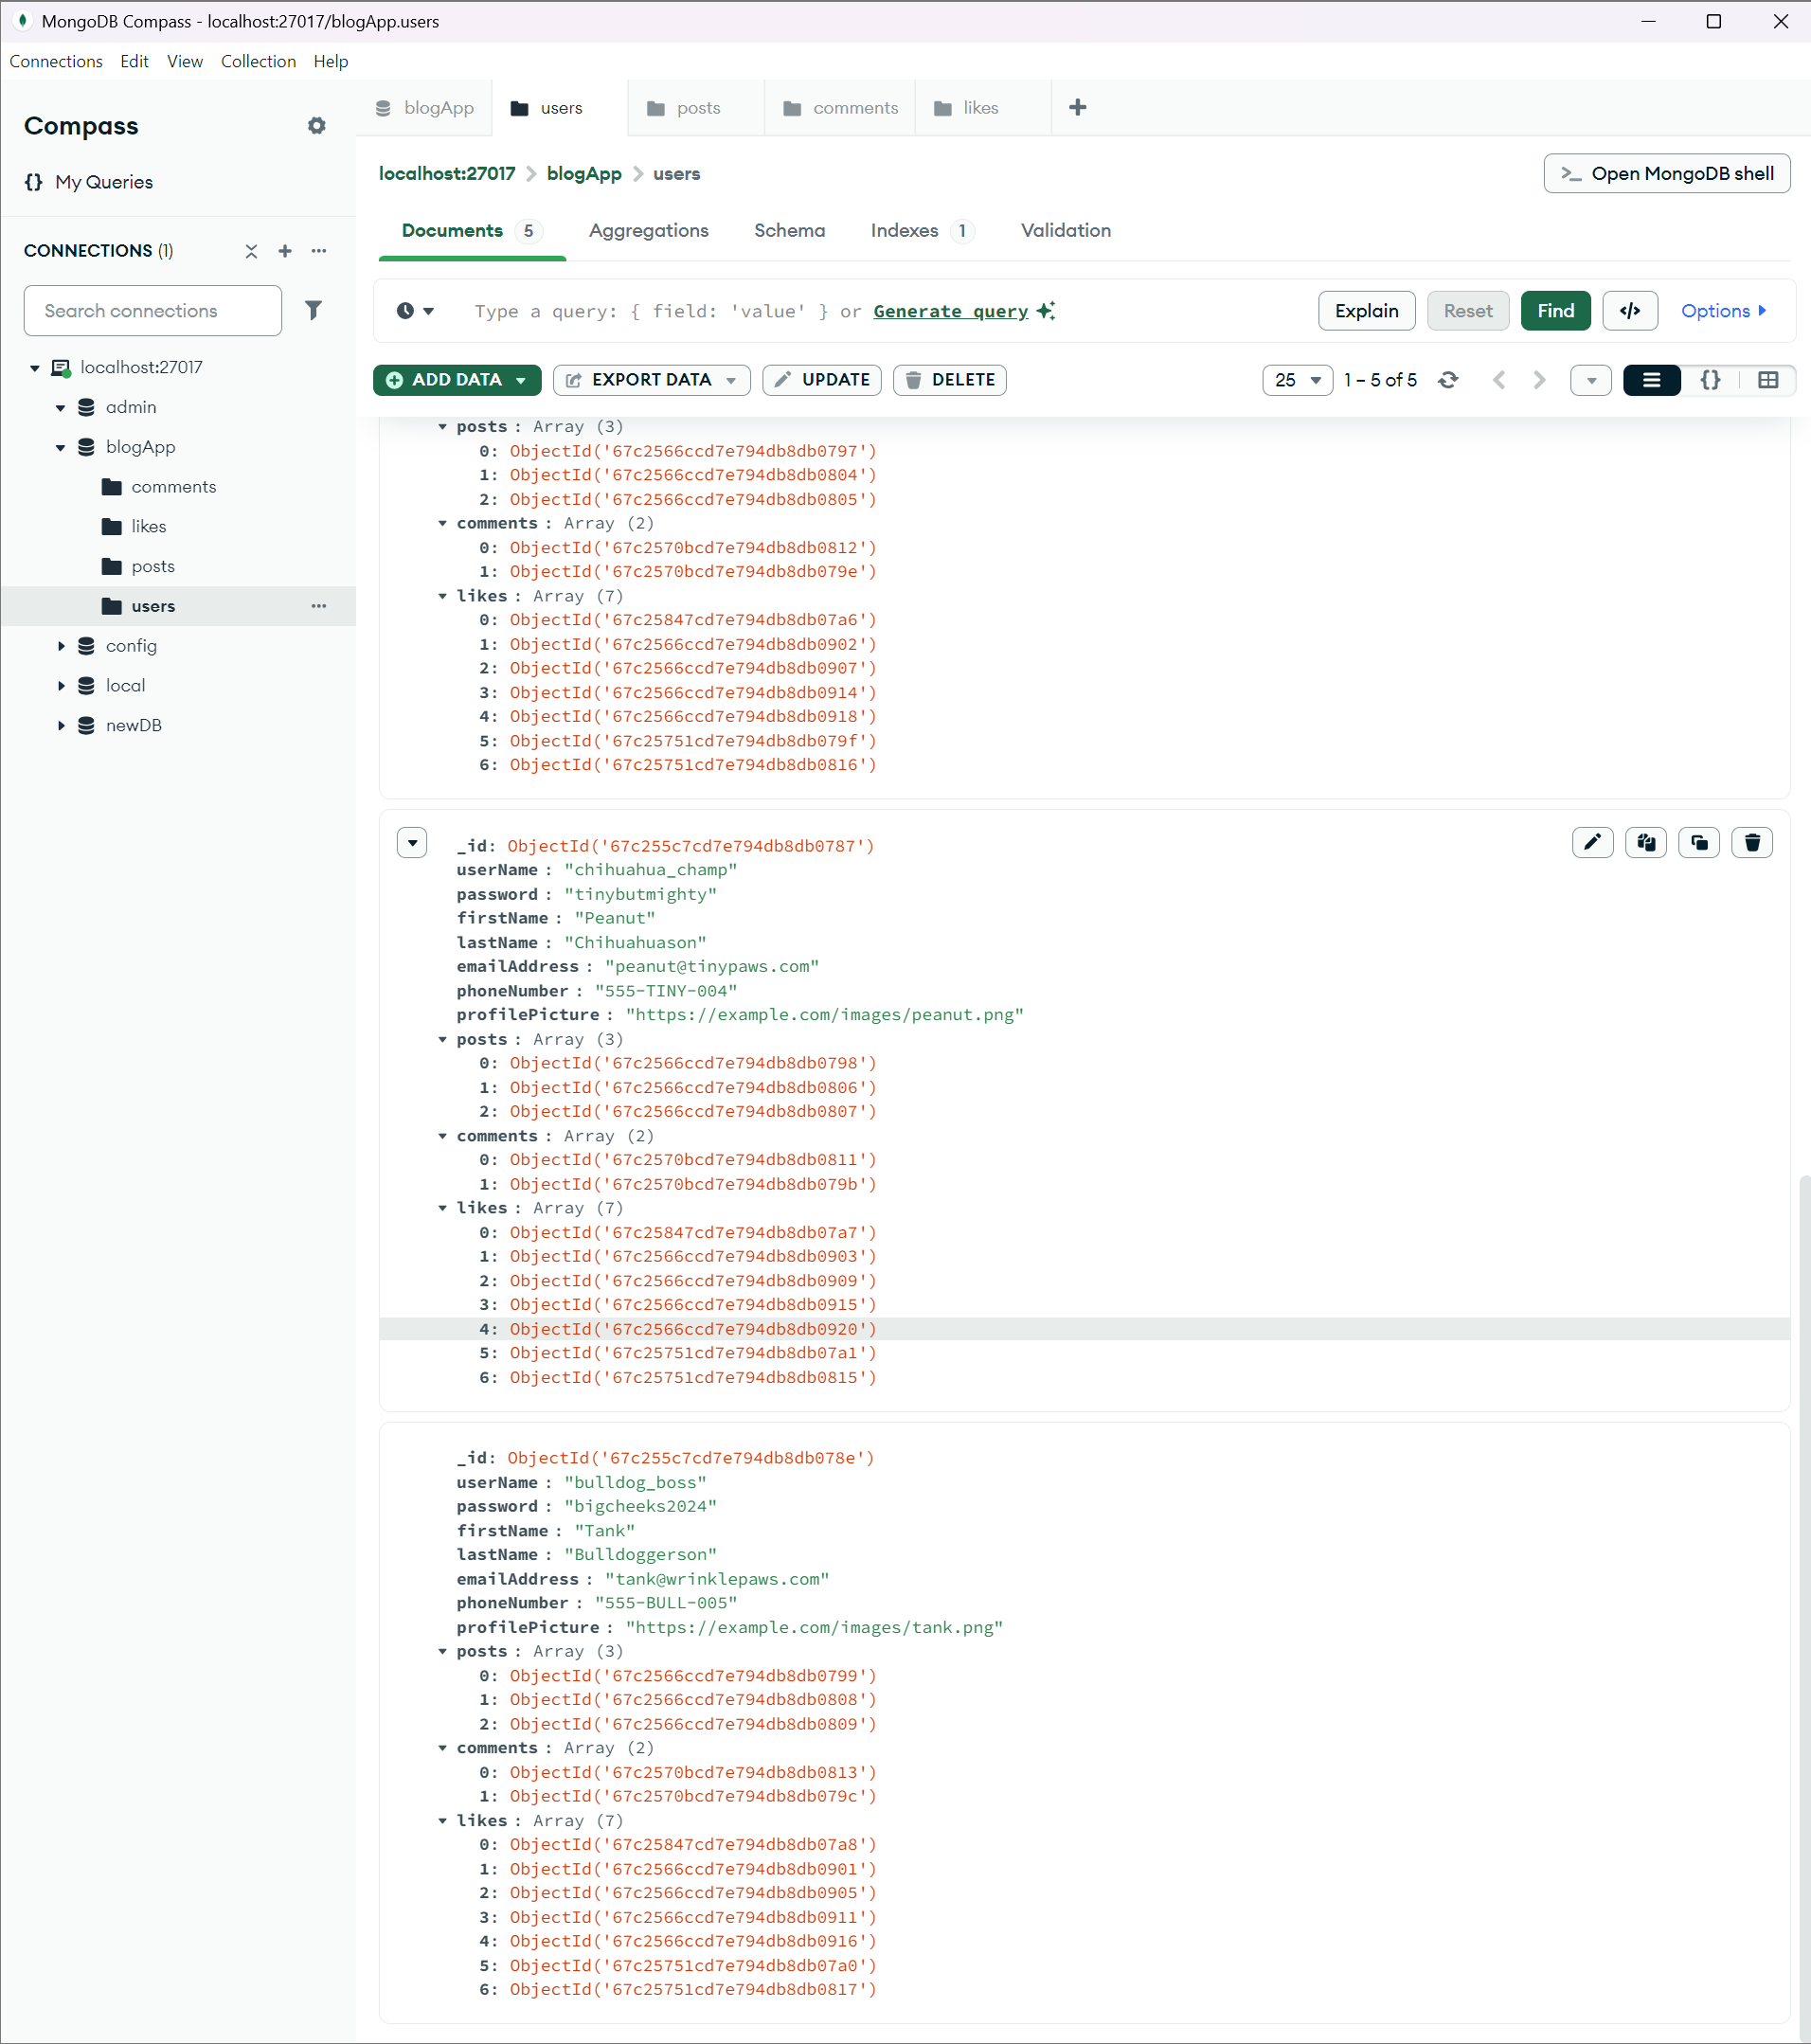 MongoDB Compass - localhost:27017/blogApp.users
Connections Edit View Collection Help
Compass
{} My Queries
CONNECTIONS (1)
Search connections
localhost:27017
admin
blogApp
comments
likes
posts
users
config
local
newDB
blogApp users posts comments likes
localhost:27017 > blogApp > users
>_ Open MongoDB shell
Documents 5 Aggregations Schema Indexes 1 Validation
Type a query: { field: 'value' } or Generate query
Explain Reset Find </> Options
ADD DATA EXPORT DATA UPDATE DELETE
25 1 – 5 of 5 {}
posts : Array (3)
0: ObjectId('67c2566ccd7e794db8db0797')
1: ObjectId('67c2566ccd7e794db8db0804')
2: ObjectId('67c2566ccd7e794db8db0805')
comments : Array (2)
0: ObjectId('67c2570bcd7e794db8db0812')
1: ObjectId('67c2570bcd7e794db8db079e')
likes : Array (7)
0: ObjectId('67c25847cd7e794db8db07a6')
1: ObjectId('67c2566ccd7e794db8db0902')
2: ObjectId('67c2566ccd7e794db8db0907')
3: ObjectId('67c2566ccd7e794db8db0914')
4: ObjectId('67c2566ccd7e794db8db0918')
5: ObjectId('67c25751cd7e794db8db079f')
6: ObjectId('67c25751cd7e794db8db0816')
_id: ObjectId('67c255c7cd7e794db8db0787')
userName : "chihuahua_champ"
password : "tinybutmighty"
firstName : "Peanut"
lastName : "Chihuahuason"
emailAddress : "peanut@tinypaws.com"
phoneNumber : "555-TINY-004"
profilePicture : "https://example.com/images/peanut.png"
posts : Array (3)
0: ObjectId('67c2566ccd7e794db8db0798')
1: ObjectId('67c2566ccd7e794db8db0806')
2: ObjectId('67c2566ccd7e794db8db0807')
comments : Array (2)
0: ObjectId('67c2570bcd7e794db8db0811')
1: ObjectId('67c2570bcd7e794db8db079b')
likes : Array (7)
0: ObjectId('67c25847cd7e794db8db07a7')
1: ObjectId('67c2566ccd7e794db8db0903')
2: ObjectId('67c2566ccd7e794db8db0909')
3: ObjectId('67c2566ccd7e794db8db0915')
4: ObjectId('67c2566ccd7e794db8db0920')
5: ObjectId('67c25751cd7e794db8db07a1')
6: ObjectId('67c25751cd7e794db8db0815')
_id: ObjectId('67c255c7cd7e794db8db078e')
userName : "bulldog_boss"
password : "bigcheeks2024"
firstName : "Tank"
lastName : "Bulldoggerson"
emailAddress : "tank@wrinklepaws.com"
phoneNumber : "555-BULL-005"
profilePicture : "https://example.com/images/tank.png"
posts : Array (3)
0: ObjectId('67c2566ccd7e794db8db0799')
1: ObjectId('67c2566ccd7e794db8db0808')
2: ObjectId('67c2566ccd7e794db8db0809')
comments : Array (2)
0: ObjectId('67c2570bcd7e794db8db0813')
1: ObjectId('67c2570bcd7e794db8db079c')
likes : Array (7)
0: ObjectId('67c25847cd7e794db8db07a8')
1: ObjectId('67c2566ccd7e794db8db0901')
2: ObjectId('67c2566ccd7e794db8db0905')
3: ObjectId('67c2566ccd7e794db8db0911')
4: ObjectId('67c2566ccd7e794db8db0916')
5: ObjectId('67c25751cd7e794db8db07a0')
6: ObjectId('67c25751cd7e794db8db0817')